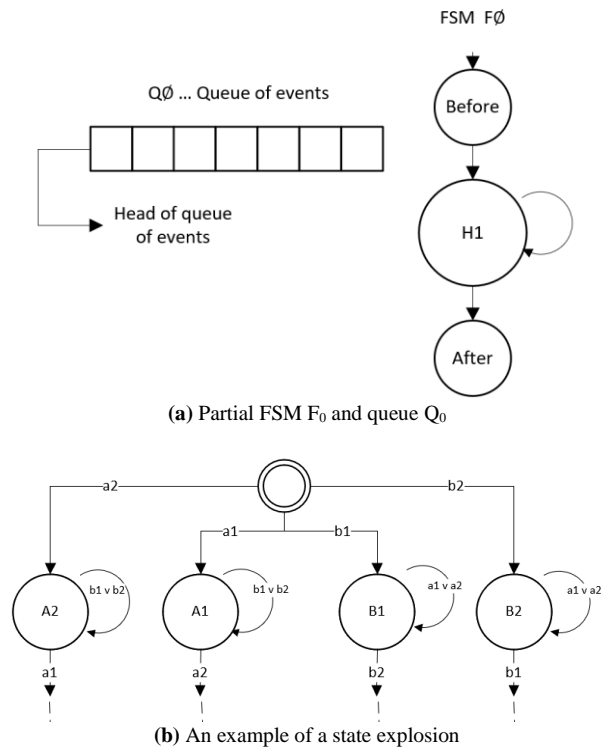 FSM FØ
QØ ... Queue of events
Before
Head of queue
of events
H1
After
(a) Partial FSM F₀ and queue Q₀
a2
b2
a1
b1
A2
b1 v b2
A1
b1 v b2
B1
a1 v a2
B2
a1 v a2
a1
a2
b2
b1
(b) An example of a state explosion